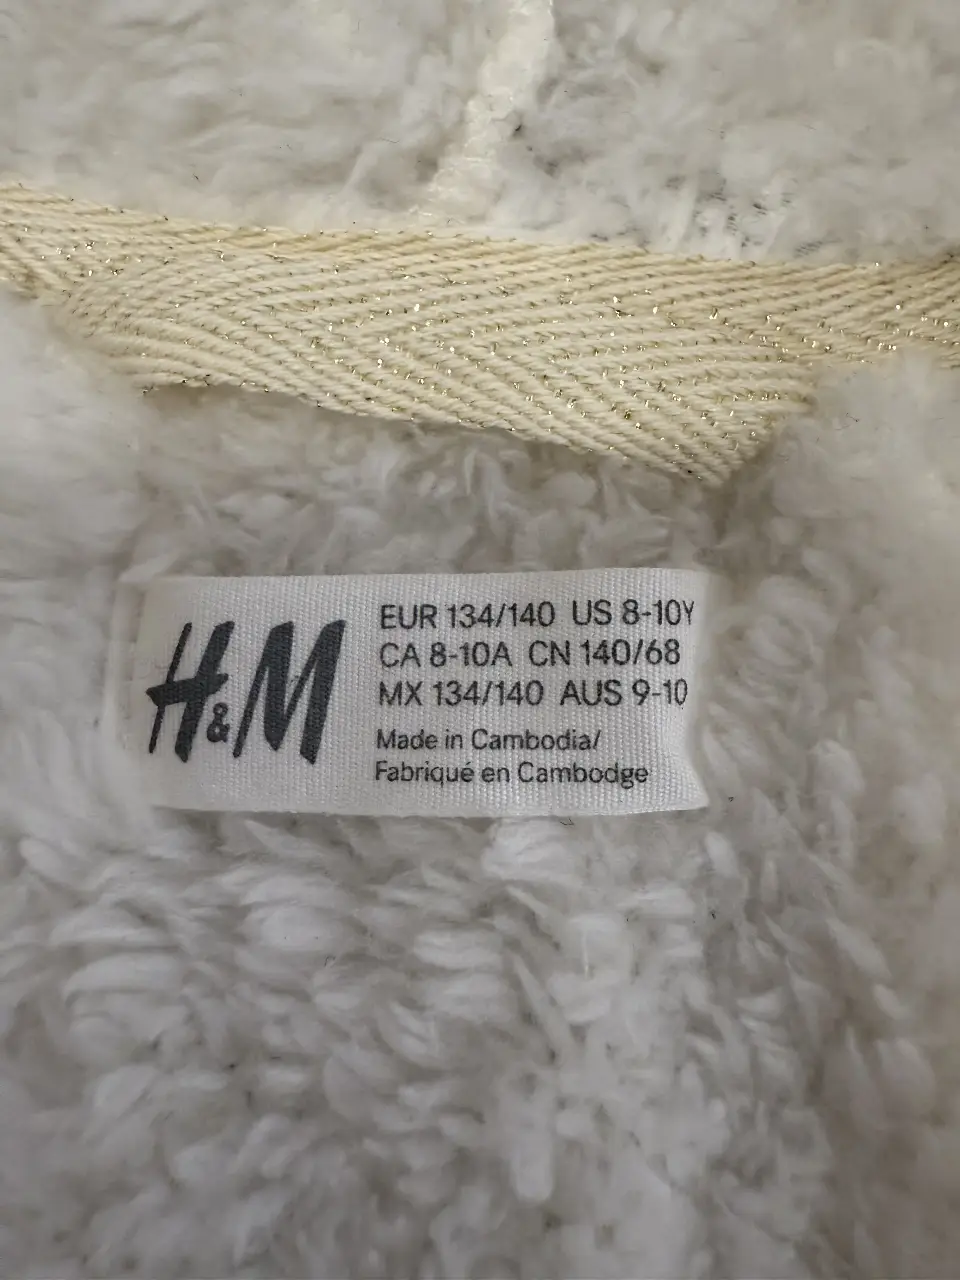 H&M
EUR 134/140 US 8-10Y
CA 8-10A CN 140/68
MX 134/140 AUS 9-10
Made in Cambodia/
Fabriqué en Cambodge